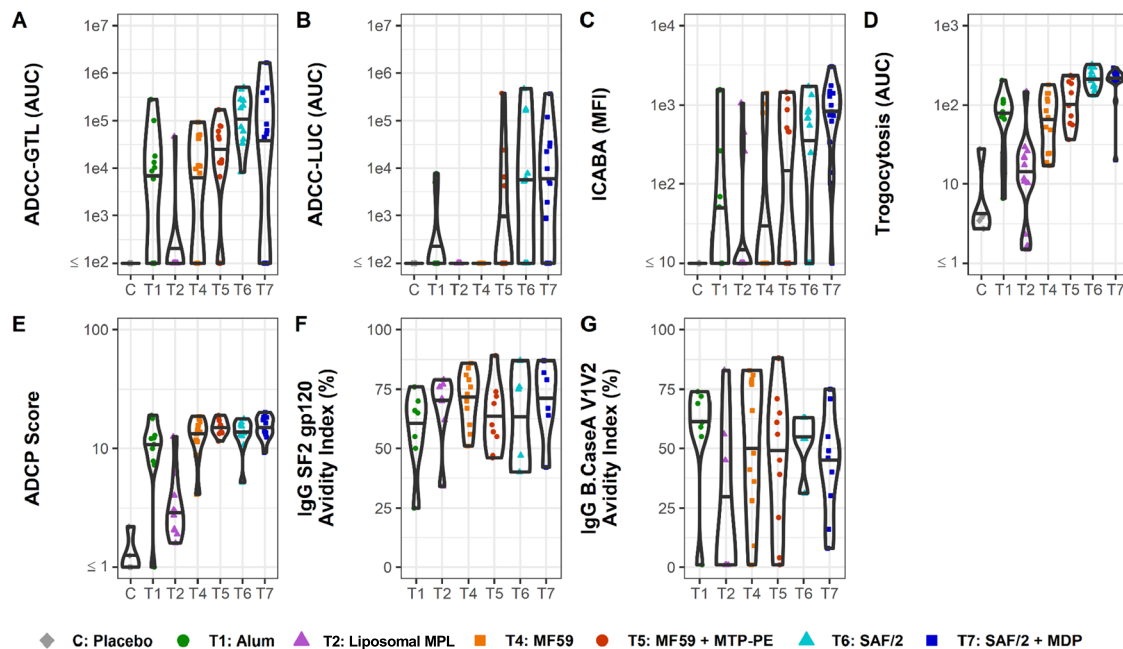 A
ADCC-GTL (AUC)
1e7
1e6
1e5
1e4
1e3
≤ 1e2
C T1 T2 T4 T5 T6 T7
B
ADCC-LUC (AUC)
1e7
1e6
1e5
1e4
1e3
≤ 1e2
C T1 T2 T4 T5 T6 T7
C
ICABA (MFI)
1e4
1e3
1e2
≤ 10
C T1 T2 T4 T5 T6 T7
D
Trogocytosis (AUC)
1e3
1e2
10
≤ 1
C T1 T2 T4 T5 T6 T7
E
ADCP Score
100
10
≤ 1
C T1 T2 T4 T5 T6 T7
F
IgG SF2 gp120
Avidity Index (%)
100
75
50
25
0
T1 T2 T4 T5 T6 T7
G
IgG B.CaseA V1V2
Avidity Index (%)
100
75
50
25
0
T1 T2 T4 T5 T6 T7
C: Placebo T1: Alum T2: Liposomal MPL T4: MF59 T5: MF59 + MTP-PE T6: SAF/2 T7: SAF/2 + MDP